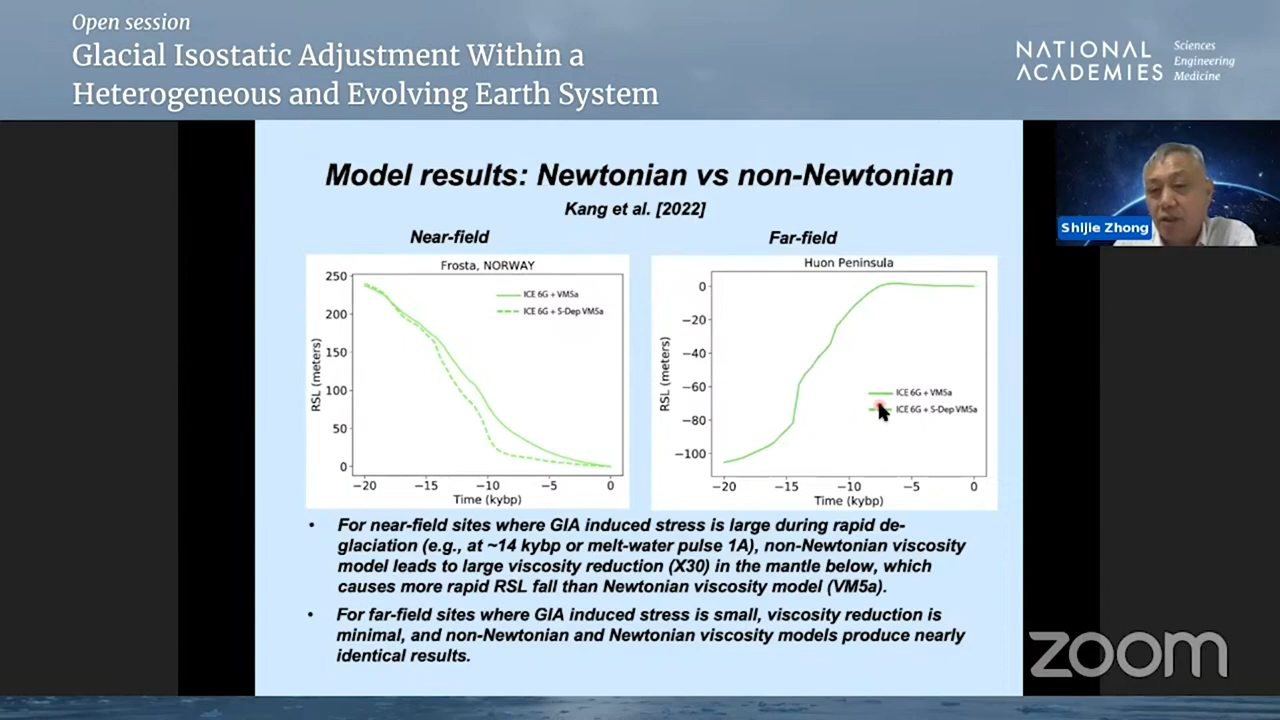 Open session
Glacial Isostatic Adjustment Within a
Heterogeneous and Evolving Earth System
NATIONAL
ACADEMIES
Sciences
Engineering
Medicine
Model results: Newtonian vs non-Newtonian
Kang et al. [2022]
Near-field
Far-field
Frosta, NORWAY
ICE 6G + VM5a
ICE 6G + S-Dep VM5a
RSL (meters)
250
200
150
100
50
0
−20 −15 −10 −5 0
Time (kybp)
Huon Peninsula
ICE 6G + VM5a
ICE 6G + S-Dep VM5a
RSL (meters)
0
−20
−40
−60
−80
−100
−20 −15 −10 −5 0
Time (kybp)
• For near-field sites where GIA induced stress is large during rapid de-
glaciation (e.g., at ~14 kybp or melt-water pulse 1A), non-Newtonian viscosity
model leads to large viscosity reduction (X30) in the mantle below, which
causes more rapid RSL fall than Newtonian viscosity model (VM5a).
• For far-field sites where GIA induced stress is small, viscosity reduction is
minimal, and non-Newtonian and Newtonian viscosity models produce nearly
identical results.
Shijie Zhong
zoom